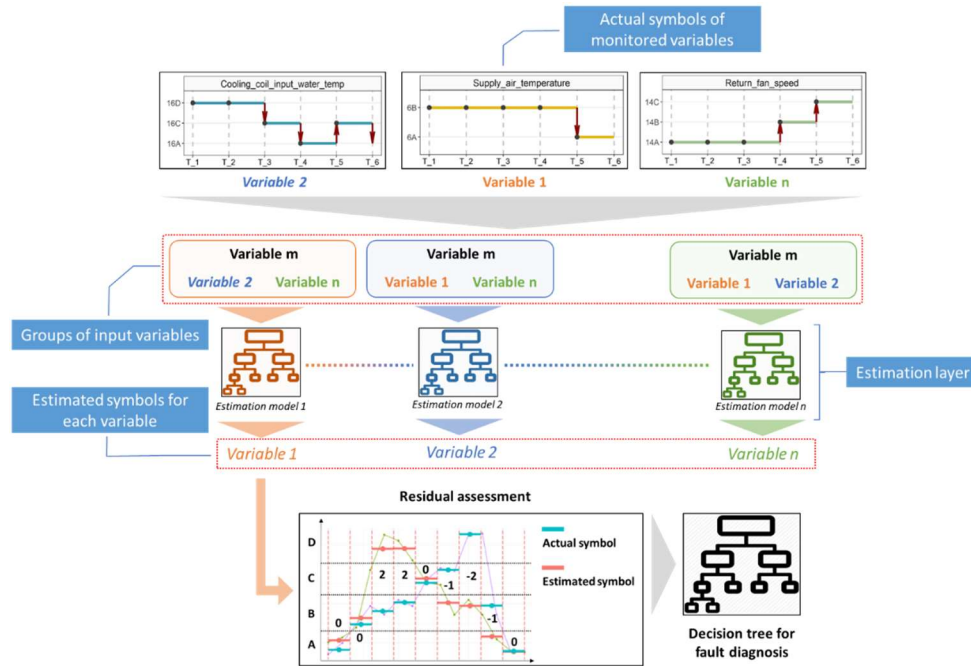 Actual symbols of
monitored variables
Cooling_coil_input_water_temp
16D
16C
16A
T_1 T_2 T_3 T_4 T_5 T_6
Variable 2
Supply_air_temperature
6B
6A
T_1 T_2 T_3 T_4 T_5 T_6
Variable 1
Return_fan_speed
14C
14B
14A
T_1 T_2 T_3 T_4 T_5 T_6
Variable n
Variable m
Variable 2 Variable n
Variable m
Variable 1 Variable n
Variable m
Variable 1 Variable 2
Groups of input variables
Estimation model 1
Estimation model 2
Estimation model n
Estimation layer
Estimated symbols for
each variable
Variable 1
Variable 2
Variable n
Residual assessment
D
C
B
A
0
0
2
2
0
-1
-2
-1
0
Actual symbol
Estimated symbol
Decision tree for
fault diagnosis